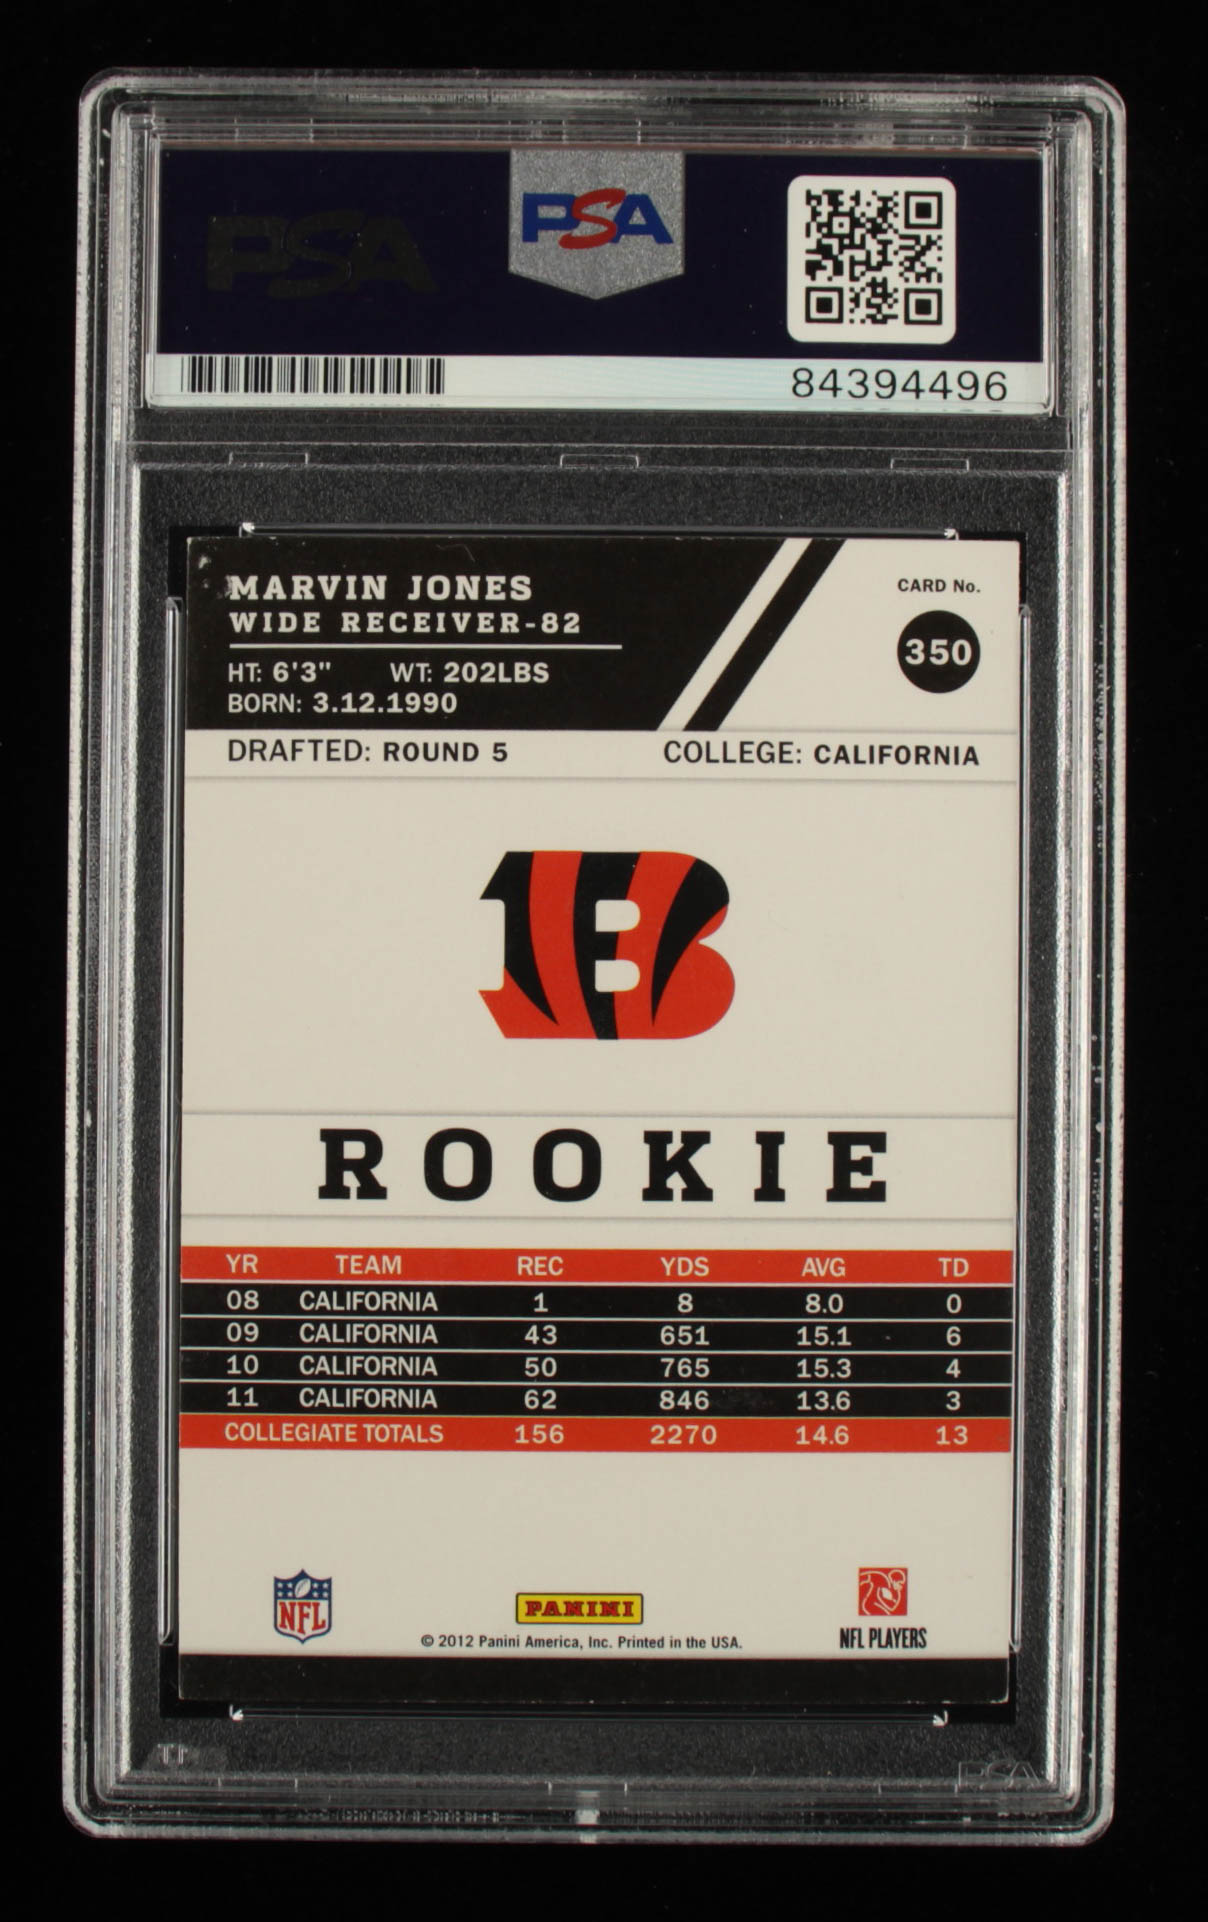 PSA
PSA
84394496
MARVIN JONES
WIDE RECEIVER-82
HT: 6'3" WT: 202LBS
BORN: 3.12.1990
CARD No.
350
DRAFTED: ROUND 5 COLLEGE: CALIFORNIA
B
ROOKIE
YR TEAM REC YDS AVG TD
08 CALIFORNIA 1 8 8.0 0
09 CALIFORNIA 43 651 15.1 6
10 CALIFORNIA 50 765 15.3 4
11 CALIFORNIA 62 846 13.6 3
COLLEGIATE TOTALS 156 2270 14.6 13
NFL
PANINI
© 2012 Panini America, Inc. Printed in the USA.
NFL PLAYERS
PSA